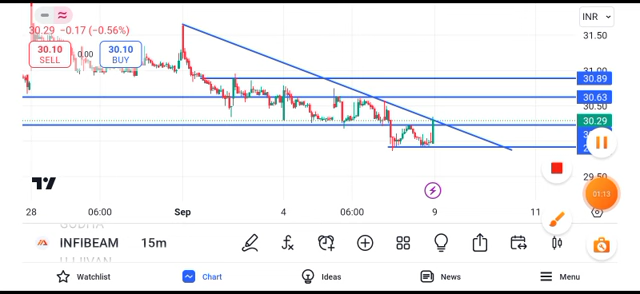 INR
30.29 −0.17 (−0.56%)
31.50
30.10
SELL
0.00
30.10
BUY
30.89
30.63
30.50
30.29
29.50
28
06:00
Sep
4
06:00
9
11
01:13
INFIBEAM
15m
Watchlist
Chart
Ideas
News
Menu